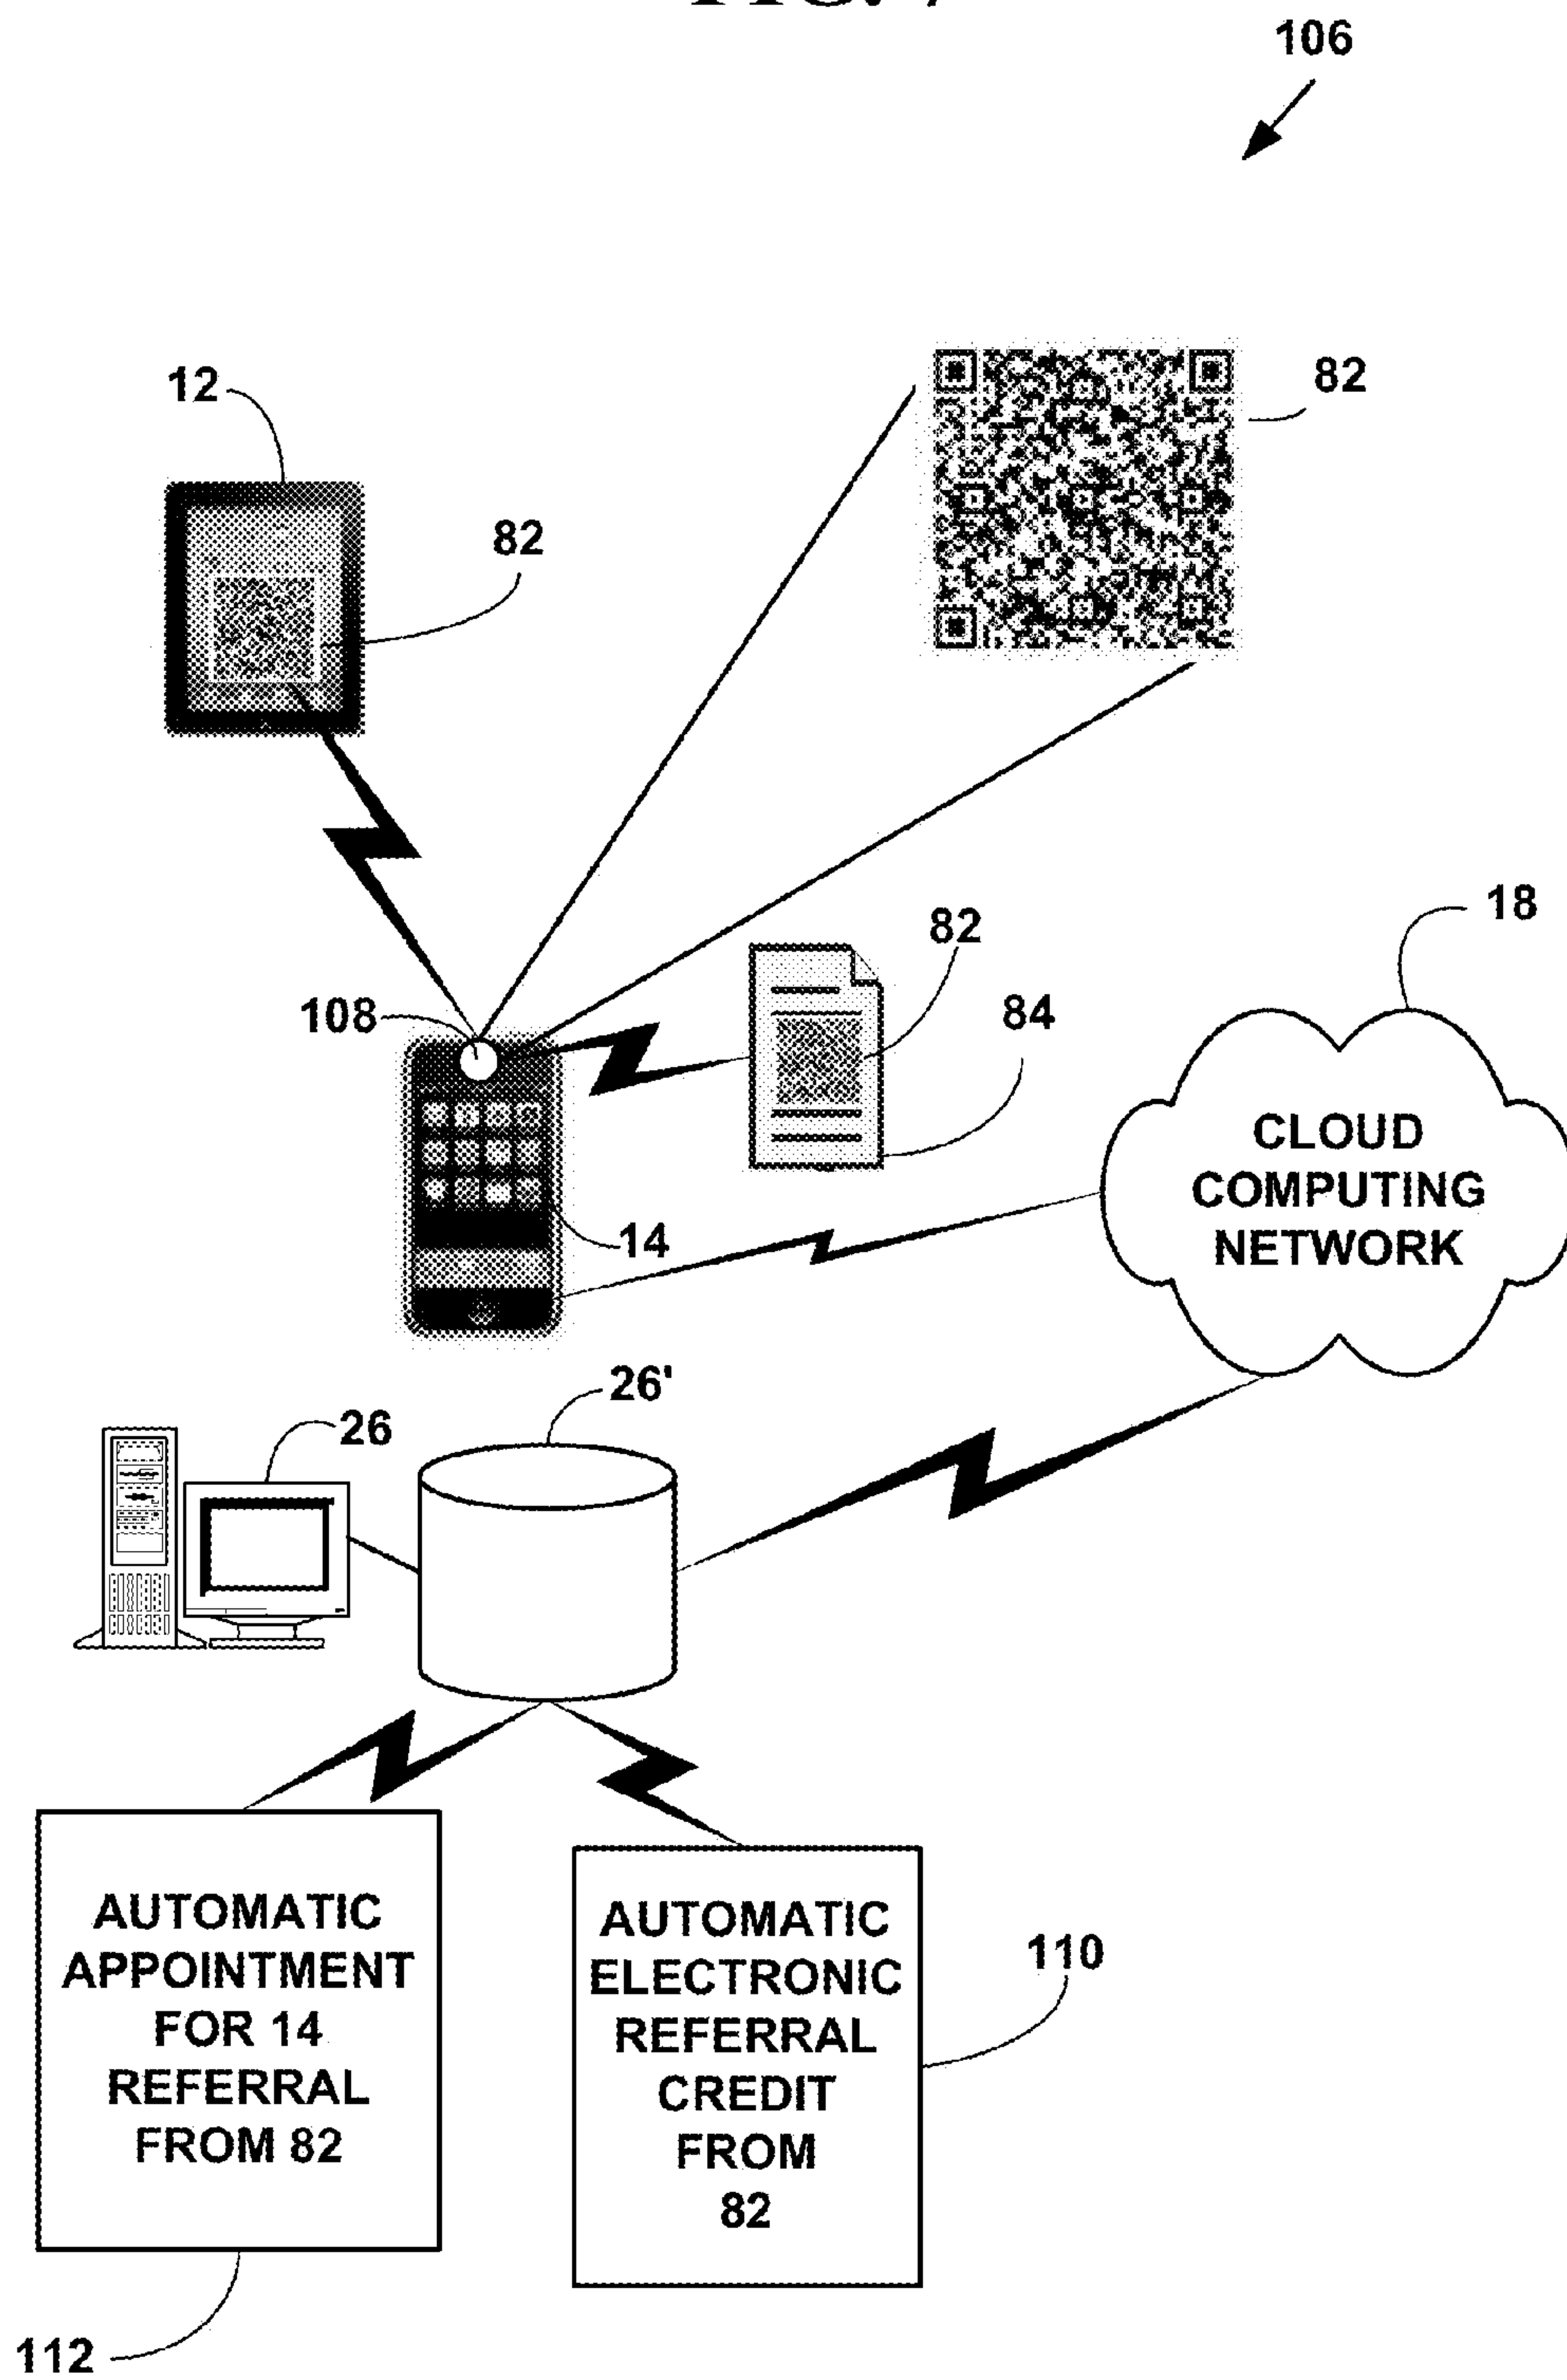 106
12
82
82
82
18
108
84
CLOUD
COMPUTING
NETWORK
14
26'
26
AUTOMATIC
APPOINTMENT
FOR 14
REFERRAL
FROM 82
AUTOMATIC
ELECTRONIC
REFERRAL
CREDIT
FROM
82
110
112